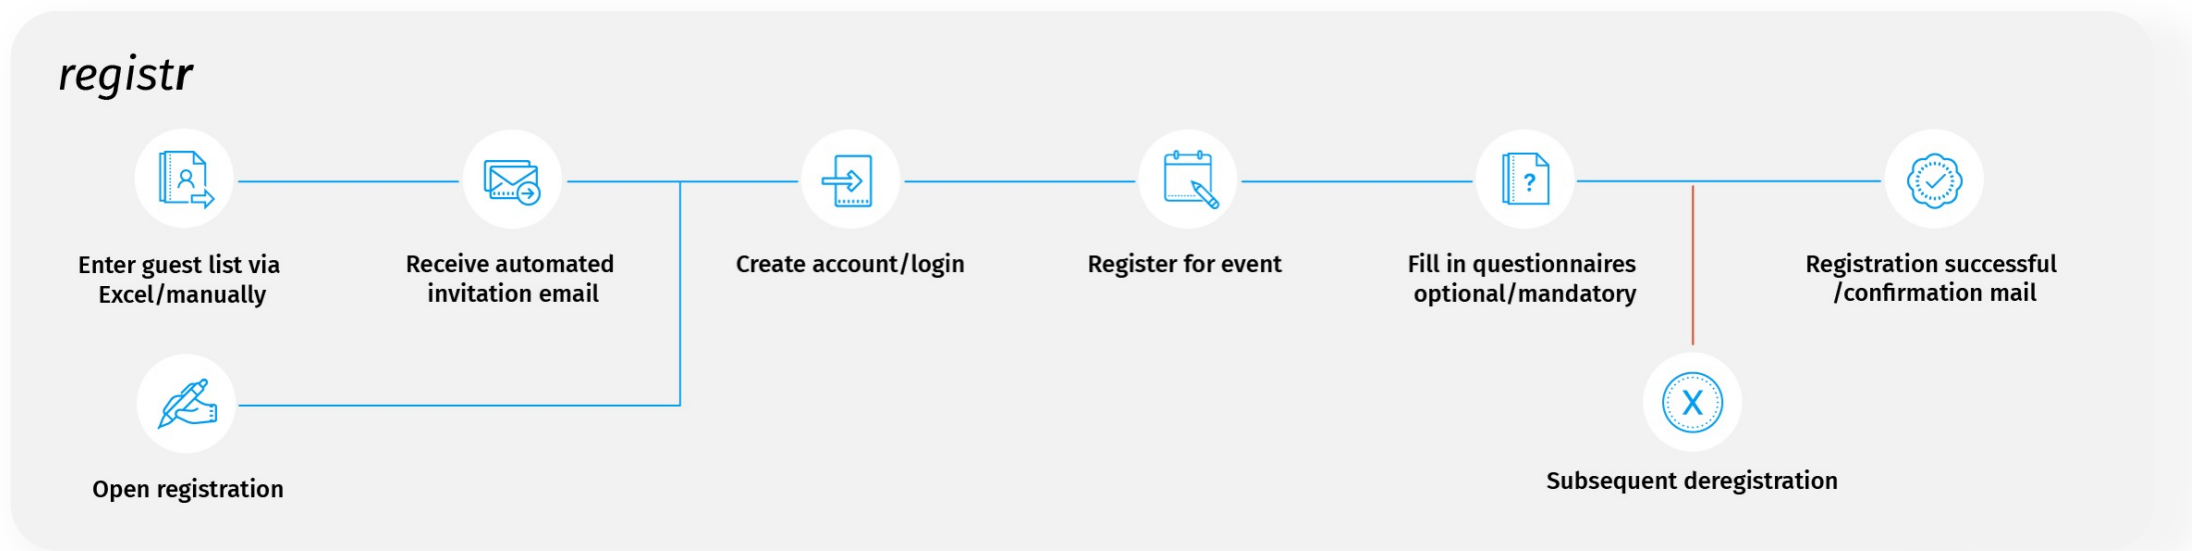 registr
Enter guest list via
Excel/manually
Receive automated
invitation email
Create account/login
Register for event
?
Fill in questionnaires
optional/mandatory
Registration successful
/confirmation mail
Open registration
X
Subsequent deregistration